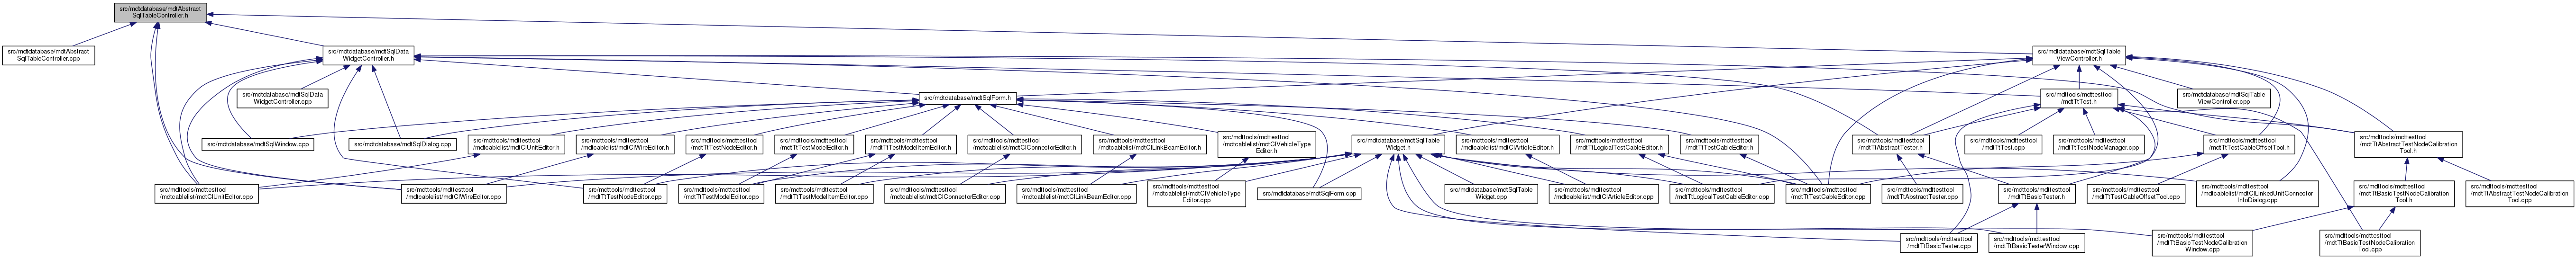 src/mdtdatabase/mdtAbstract
SqlTableController.h
src/mdtdatabase/mdtAbstract
SqlTableController.cpp
src/mdtdatabase/mdtSqlData
WidgetController.h
src/mdtdatabase/mdtSqlTable
ViewController.h
src/mdtdatabase/mdtSqlData
WidgetController.cpp
src/mdtdatabase/mdtSqlForm.h
src/mdttools/mdttesttool
/mdtTtTest.h
src/mdtdatabase/mdtSqlTable
ViewController.cpp
src/mdtdatabase/mdtSqlWindow.cpp
src/mdtdatabase/mdtSqlDialog.cpp
src/mdttools/mdttesttool
/mdtcablelist/mdtClUnitEditor.h
src/mdttools/mdttesttool
/mdtcablelist/mdtClWireEditor.h
src/mdttools/mdttesttool
/mdtTtTestNodeEditor.h
src/mdttools/mdttesttool
/mdtTtTestModelEditor.h
src/mdttools/mdttesttool
/mdtTtTestModelItemEditor.h
src/mdttools/mdttesttool
/mdtcablelist/mdtClConnectorEditor.h
src/mdttools/mdttesttool
/mdtcablelist/mdtClLinkBeamEditor.h
src/mdttools/mdttesttool
/mdtcablelist/mdtClVehicleType
Editor.h
src/mdtdatabase/mdtSqlTable
Widget.h
src/mdttools/mdttesttool
/mdtcablelist/mdtClArticleEditor.h
src/mdttools/mdttesttool
/mdtTtLogicalTestCableEditor.h
src/mdttools/mdttesttool
/mdtTtTestCableEditor.h
src/mdttools/mdttesttool
/mdtTtAbstractTester.h
src/mdttools/mdttesttool
/mdtTtTest.cpp
src/mdttools/mdttesttool
/mdtTtTestNodeManager.cpp
src/mdttools/mdttesttool
/mdtTtTestCableOffsetTool.h
src/mdttools/mdttesttool
/mdtTtAbstractTestNodeCalibration
Tool.h
src/mdttools/mdttesttool
/mdtcablelist/mdtClUnitEditor.cpp
src/mdttools/mdttesttool
/mdtcablelist/mdtClWireEditor.cpp
src/mdttools/mdttesttool
/mdtTtTestNodeEditor.cpp
src/mdttools/mdttesttool
/mdtTtTestModelEditor.cpp
src/mdttools/mdttesttool
/mdtTtTestModelItemEditor.cpp
src/mdttools/mdttesttool
/mdtcablelist/mdtClConnectorEditor.cpp
src/mdttools/mdttesttool
/mdtcablelist/mdtClLinkBeamEditor.cpp
src/mdttools/mdttesttool
/mdtcablelist/mdtClVehicleType
Editor.cpp
src/mdtdatabase/mdtSqlForm.cpp
src/mdtdatabase/mdtSqlTable
Widget.cpp
src/mdttools/mdttesttool
/mdtcablelist/mdtClArticleEditor.cpp
src/mdttools/mdttesttool
/mdtTtLogicalTestCableEditor.cpp
src/mdttools/mdttesttool
/mdtTtTestCableEditor.cpp
src/mdttools/mdttesttool
/mdtTtAbstractTester.cpp
src/mdttools/mdttesttool
/mdtTtBasicTester.h
src/mdttools/mdttesttool
/mdtTtTestCableOffsetTool.cpp
src/mdttools/mdttesttool
/mdtcablelist/mdtClLinkedUnitConnector
InfoDialog.cpp
src/mdttools/mdttesttool
/mdtTtBasicTestNodeCalibration
Tool.h
src/mdttools/mdttesttool
/mdtTtAbstractTestNodeCalibration
Tool.cpp
src/mdttools/mdttesttool
/mdtTtBasicTester.cpp
src/mdttools/mdttesttool
/mdtTtBasicTesterWindow.cpp
src/mdttools/mdttesttool
/mdtTtBasicTestNodeCalibration
Window.cpp
src/mdttools/mdttesttool
/mdtTtBasicTestNodeCalibration
Tool.cpp